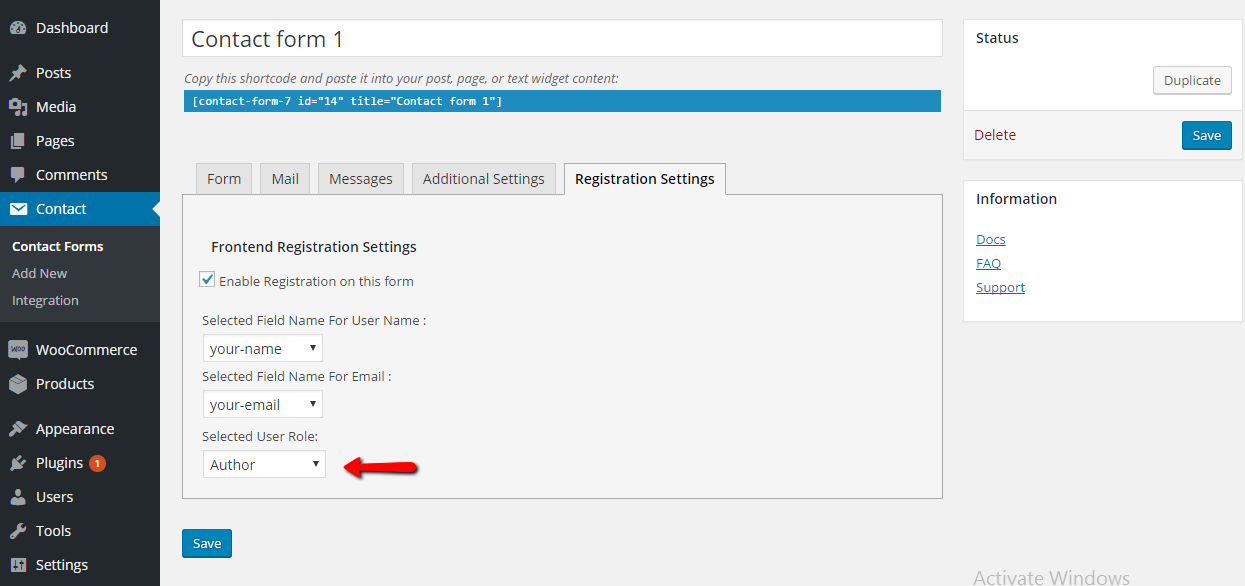 Dashboard
Posts
Media
Pages
Comments
Contact
Contact Forms
Add New
Integration
WOO WooCommerce
Products
Appearance
Plugins 1
Users
Tools
Settings
Contact form 1
Copy this shortcode and paste it into your post, page, or text widget content:
[contact-form-7 id="14" title="Contact form 1"]
Form Mail Messages Additional Settings Registration Settings
Frontend Registration Settings
Enable Registration on this form
Selected Field Name For User Name :
your-name
Selected Field Name For Email :
your-email
Selected User Role:
Author
Save
Status
Duplicate
Delete Save
Information
Docs
FAQ
Support
Activate Windows